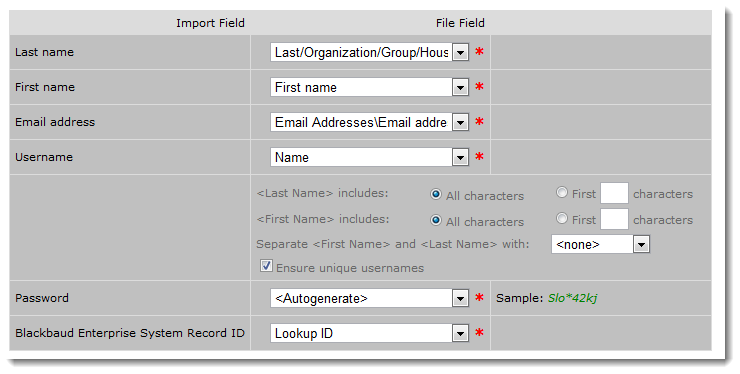 Import Field File Field
Last name Last/Organization/Group/Hous *
First name First name *
Email address Email Addresses\Email addre *
Username Name *
<Last Name> includes: All characters First characters
<First Name> includes: All characters First characters
Separate <First Name> and <Last Name> with: <none>
Ensure unique usernames
Password <Autogenerate> * Sample: Slo*42kj
Blackbaud Enterprise System Record ID Lookup ID *